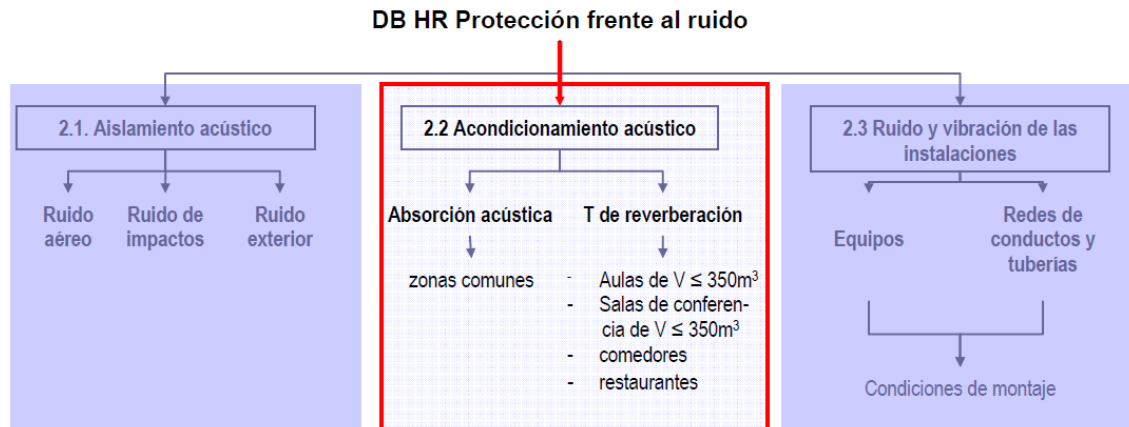 DB HR Protección frente al ruido
2.1. Aislamiento acústico
Ruido aéreo
Ruido de impactos
Ruido exterior
2.2 Acondicionamiento acústico
Absorción acústica
zonas comunes
T de reverberación
- Aulas de V ≤ 350m³
- Salas de conferen-
cia de V ≤ 350m³
- comedores
- restaurantes
2.3 Ruido y vibración de las
instalaciones
Equipos
Redes de
conductos y
tuberías
Condiciones de montaje